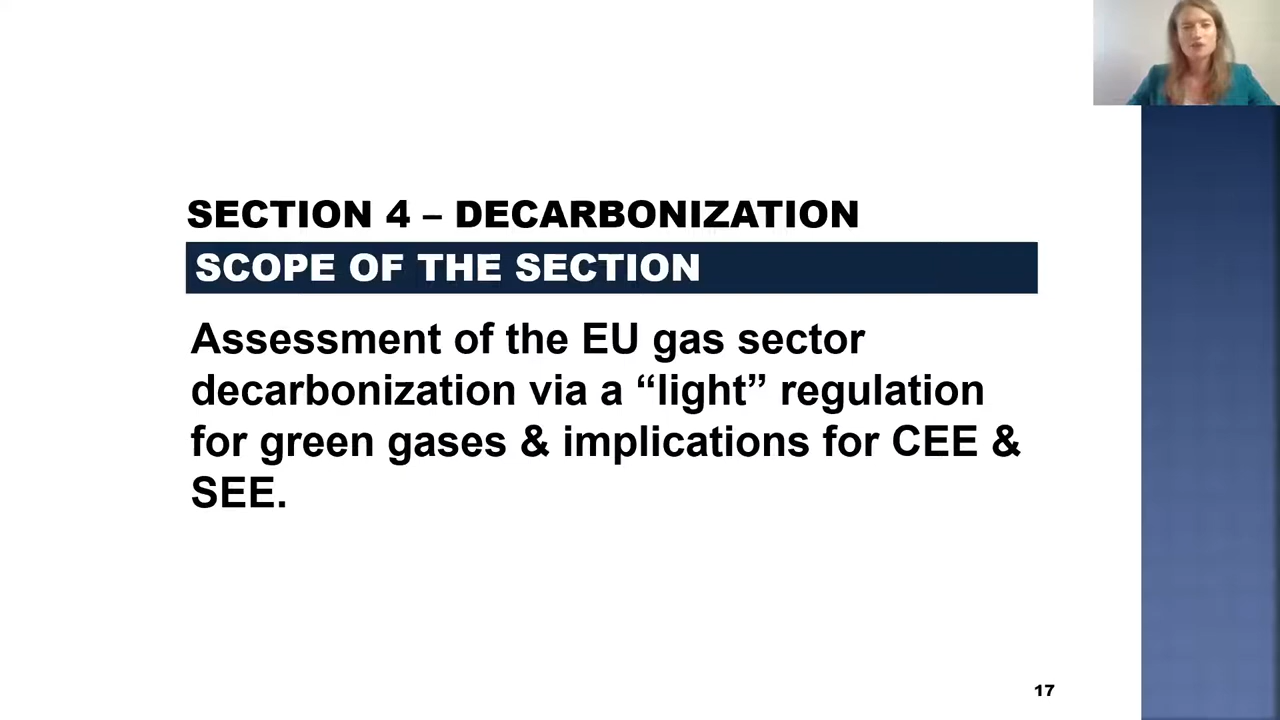 SECTION 4 – DECARBONIZATION
SCOPE OF THE SECTION
Assessment of the EU gas sector
decarbonization via a “light” regulation
for green gases & implications for CEE &
SEE.
17